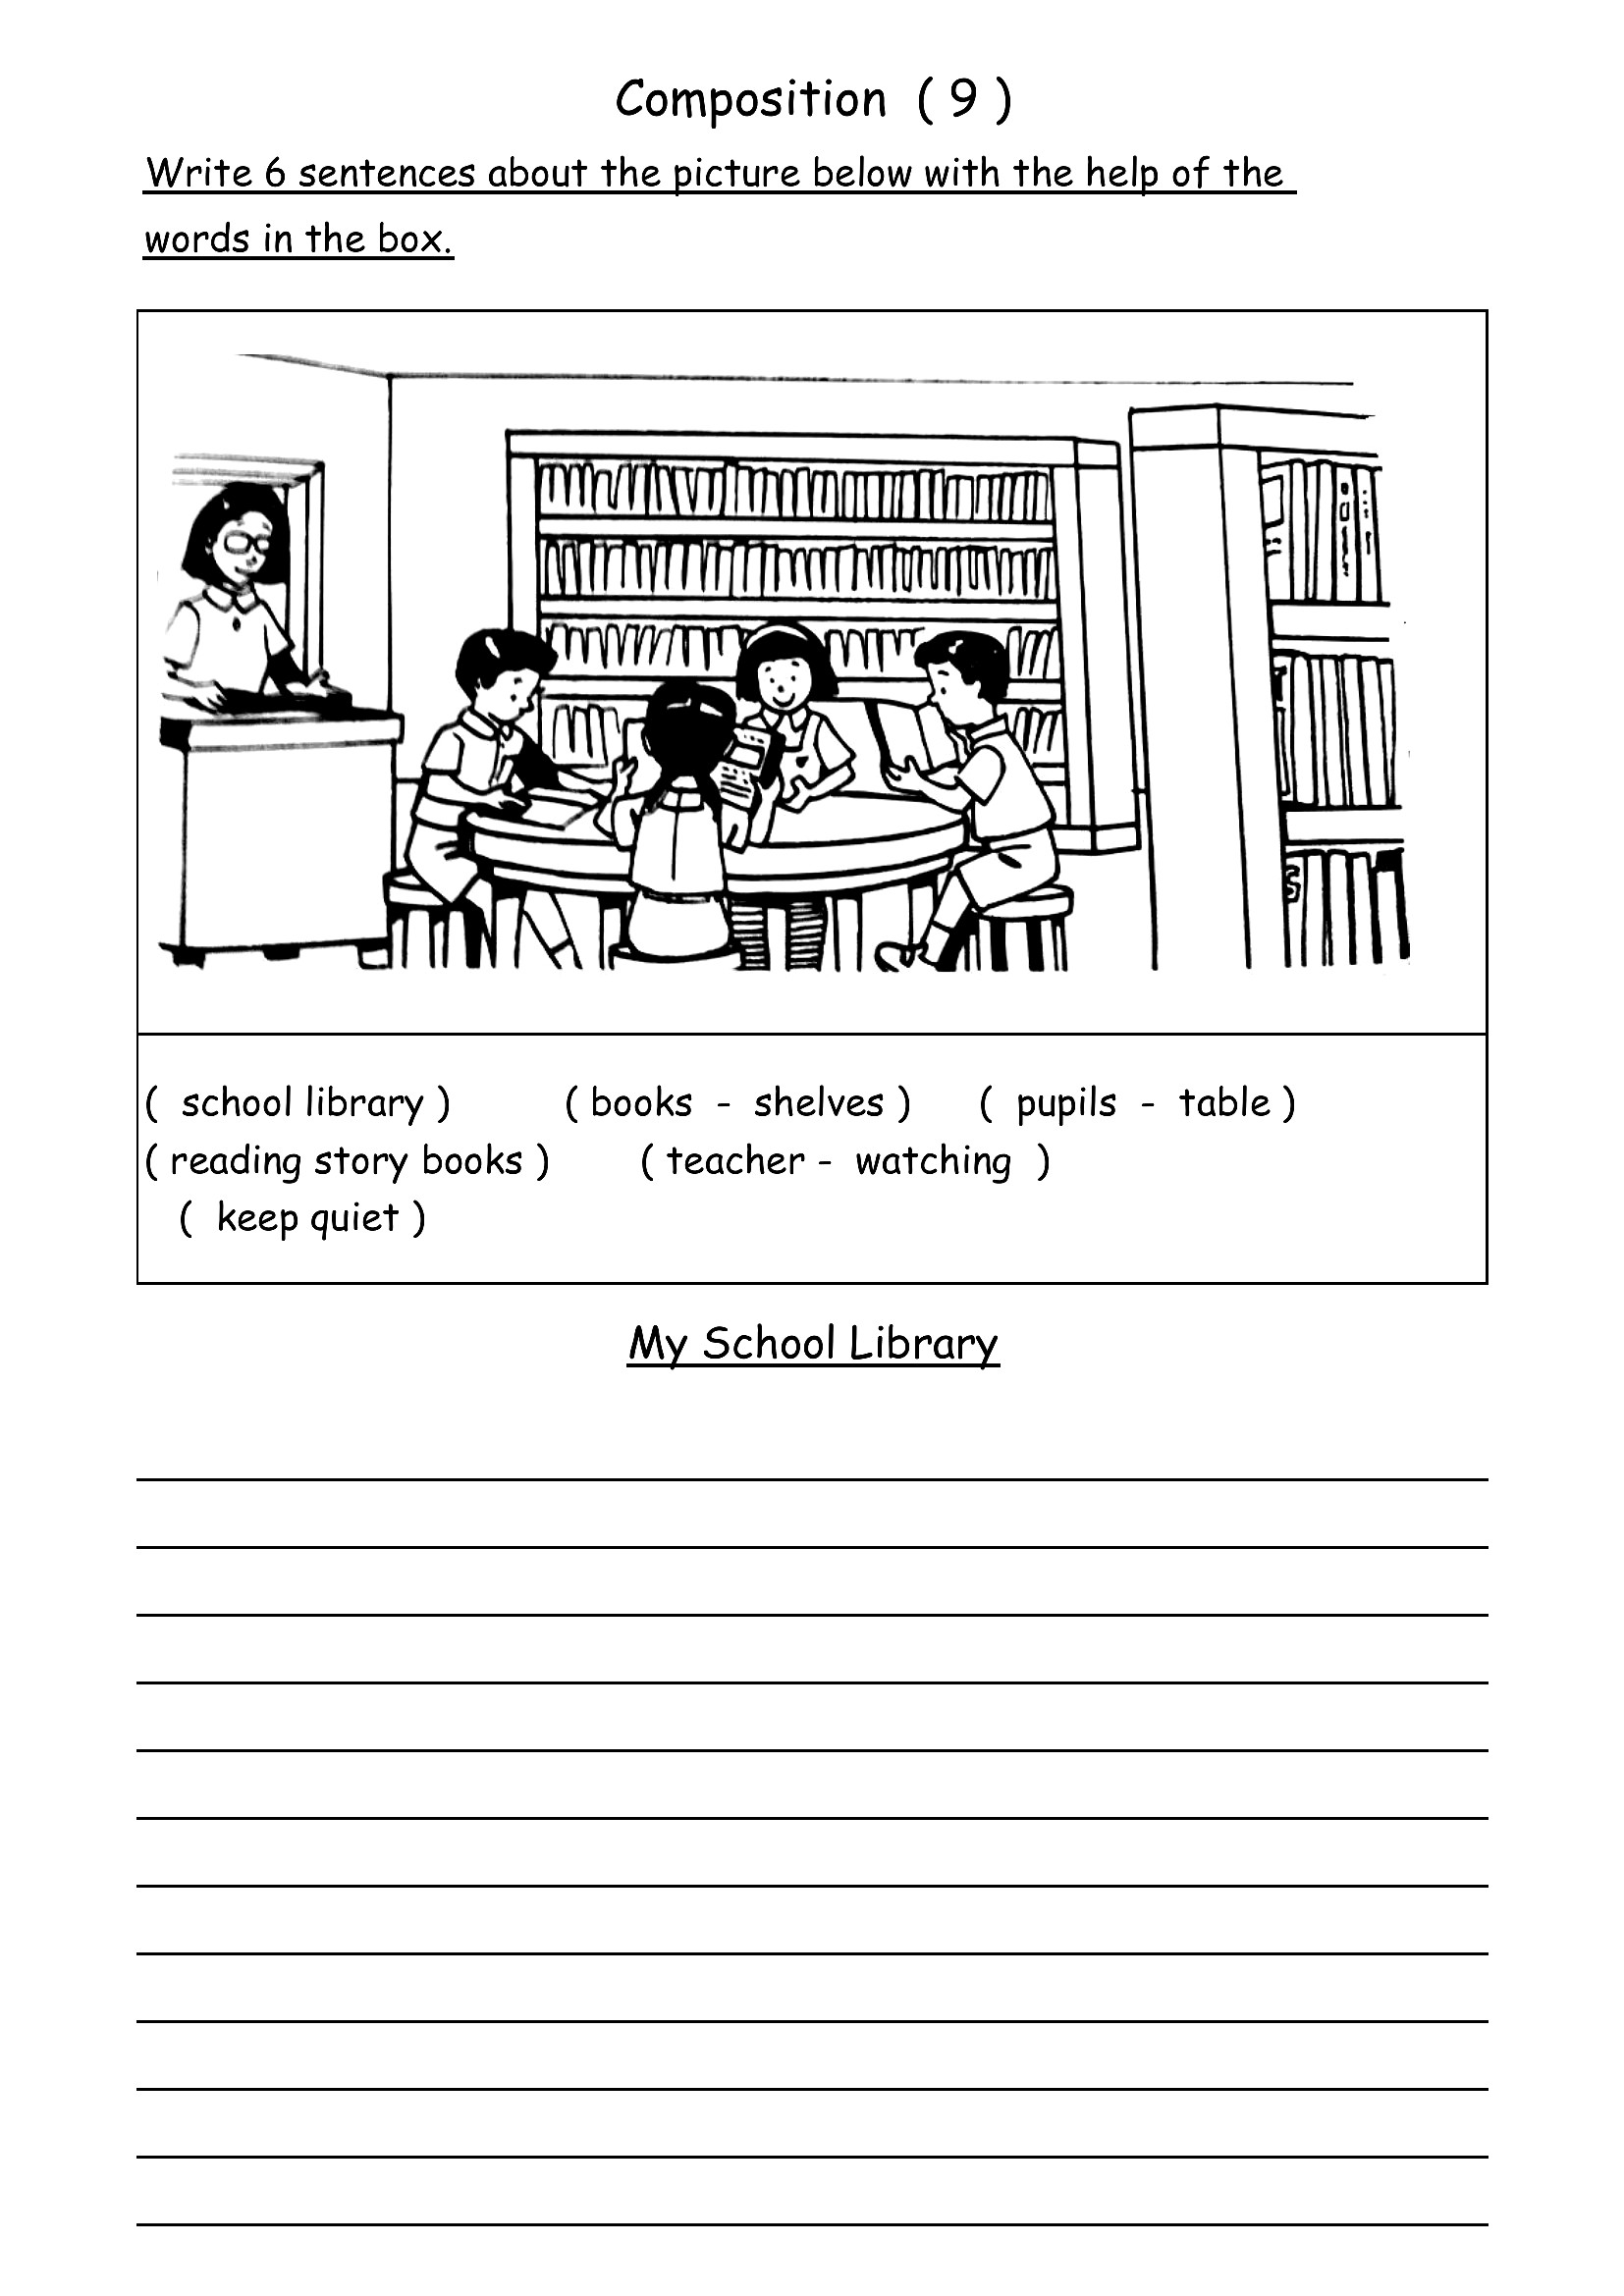 Composition ( 9 )
Write 6 sentences about the picture below with the help of the
words in the box.
( school library ) ( books - shelves ) ( pupils - table )
( reading story books ) ( teacher - watching )
( keep quiet )
My School Library